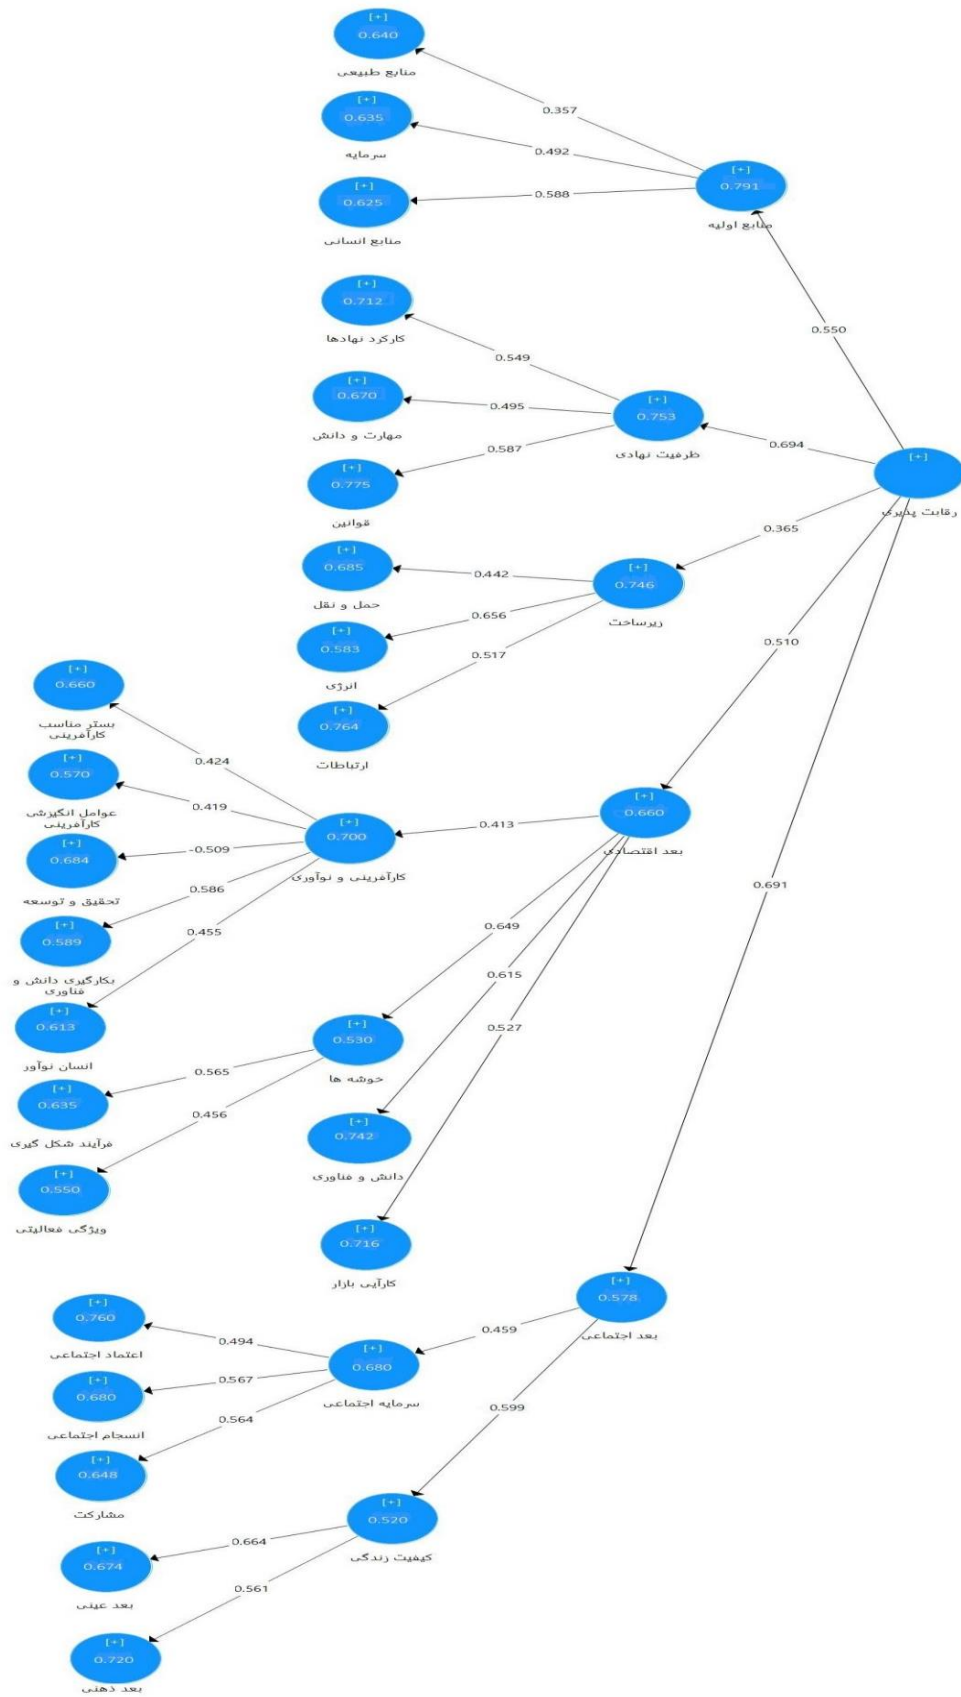 [+]
0.640
منابع طبیعی
[+]
0.635
سرمایه
[+]
0.625
منابع انسانی
0.357
0.492
0.588
[+]
0.791
منابع اولیه
0.550
[+]
0.712
کارکرد نهادها
[+]
0.670
مهارت و دانش
[+]
0.775
قوانین
0.549
0.495
0.587
[+]
0.753
ظرفیت نهادی
0.694
[+]
رقابت پذیری
0.365
[+]
0.685
حمل و نقل
[+]
0.583
انرژی
[+]
0.764
ارتباطات
0.442
0.656
0.517
[+]
0.746
زیرساخت
0.510
0.691
[+]
0.660
بستر مناسب
کارآفرینی
[+]
0.570
عوامل انگیزشی
کارآفرینی
[+]
0.684
تحقیق و توسعه
[+]
0.589
بکارگیری دانش و
فناوری
[+]
0.613
انسان نوآور
0.424
0.419
-0.509
0.586
0.455
[+]
0.700
کارآفرینی و نوآوری
0.413
[+]
0.660
بعد اقتصادی
0.649
0.615
0.527
[+]
0.530
خوشه ها
0.565
0.456
[+]
0.635
فرآیند شکل گیری
[+]
0.550
ویژگی فعالیتی
[+]
0.742
دانش و فناوری
[+]
0.716
کارآیی بازار
[+]
0.578
بعد اجتماعی
0.459
0.599
[+]
0.760
اعتماد اجتماعی
[+]
0.680
انسجام اجتماعی
[+]
0.648
مشارکت
0.494
0.567
0.564
[+]
0.680
سرمایه اجتماعی
[+]
0.520
کیفیت زندگی
0.664
0.561
[+]
0.674
بعد عینی
[+]
0.720
بعد ذهنی